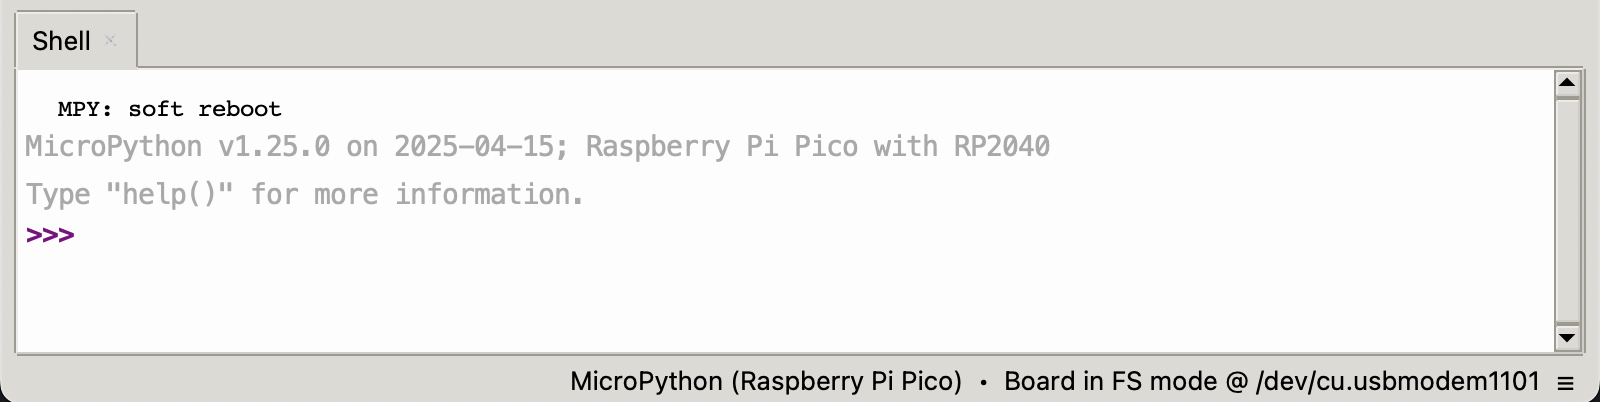 Shell
MPY: soft reboot
MicroPython v1.25.0 on 2025-04-15; Raspberry Pi Pico with RP2040
Type "help()" for more information.
>>>
MicroPython (Raspberry Pi Pico) • Board in FS mode @ /dev/cu.usbmodem1101 ≡